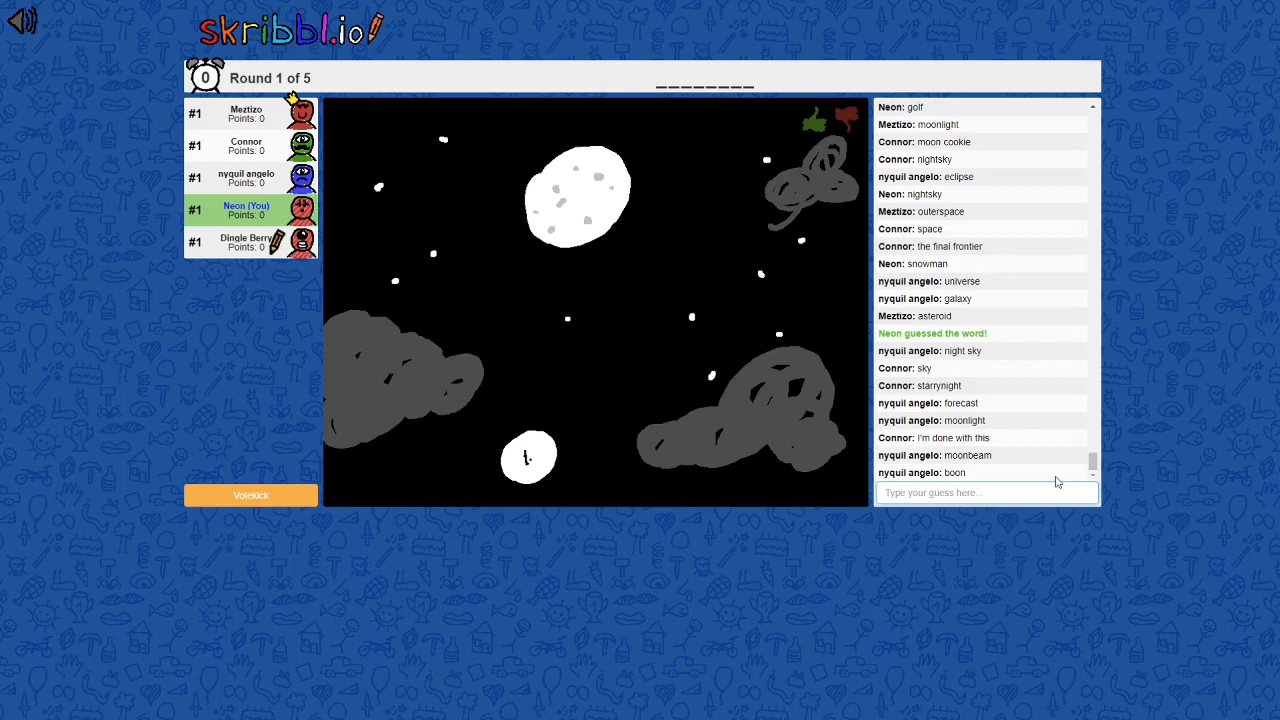 skribbl.io
0
Round 1 of 5
________
#1
Meztizo
Points: 0
#1
Connor
Points: 0
#1
nyquil angelo
Points: 0
#1
Neon (You)
Points: 0
#1
Dingle Berry
Points: 0
Votekick
Neon: golf
Meztizo: moonlight
Connor: moon cookie
Connor: nightsky
nyquil angelo: eclipse
Neon: nightsky
Meztizo: outerspace
Connor: space
Connor: the final frontier
Neon: snowman
nyquil angelo: universe
nyquil angelo: galaxy
Meztizo: asteroid
Neon guessed the word!
nyquil angelo: night sky
Connor: sky
Connor: starrynight
nyquil angelo: forecast
nyquil angelo: moonlight
Connor: I'm done with this
nyquil angelo: moonbeam
nyquil angelo: boon
Type your guess here...